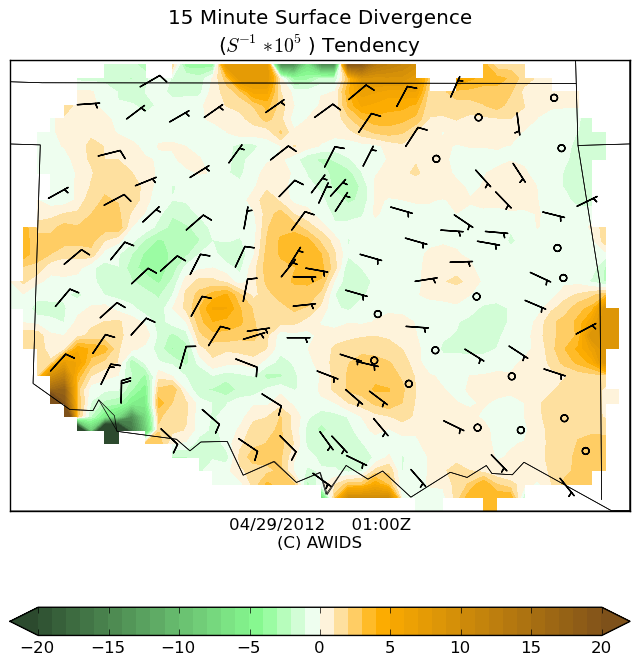 15 Minute Surface Divergence
(S⁻¹ *10⁵ ) Tendency
04/29/2012 01:00Z
(C) AWIDS
−20 −15 −10 −5 0 5 10 15 20